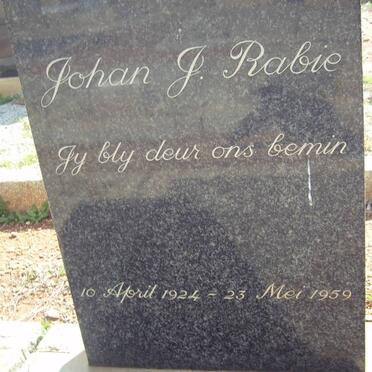 Johan J. Rabie
Jy bly deur ons bemin
10 April 1924 - 23 Mei 1959